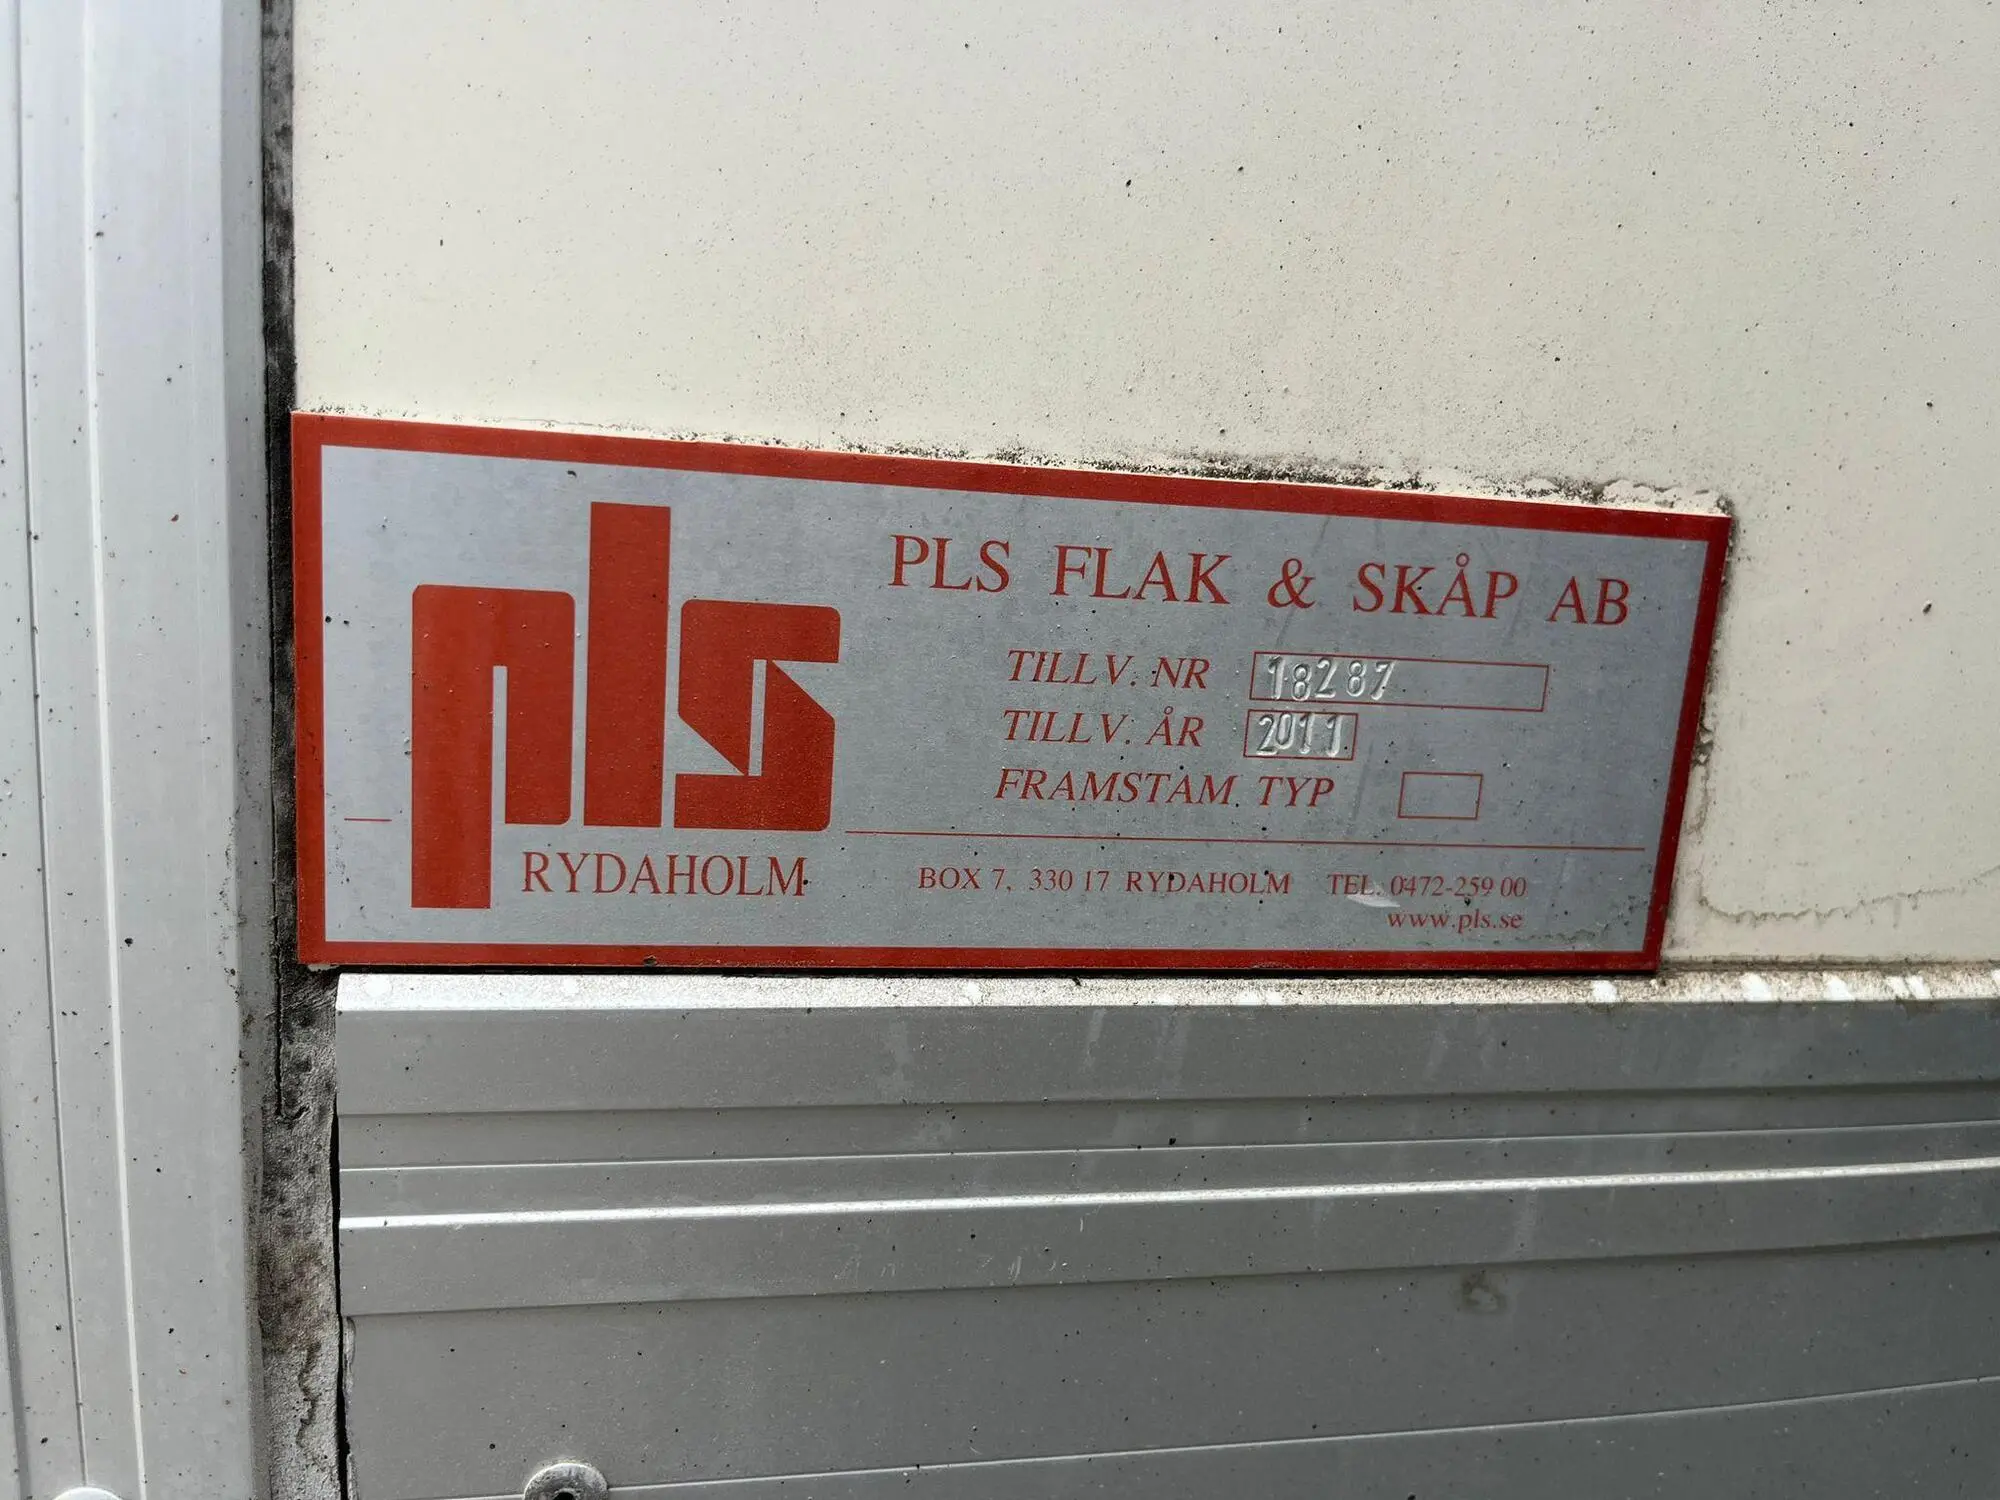 pls
RYDAHOLM
PLS FLAK & SKÅP AB
TILLV. NR 18287
TILLV. ÅR 2011
FRAMSTAM TYP
BOX 7, 330 17 RYDAHOLM TEL. 0472-259 00
www.pls.se